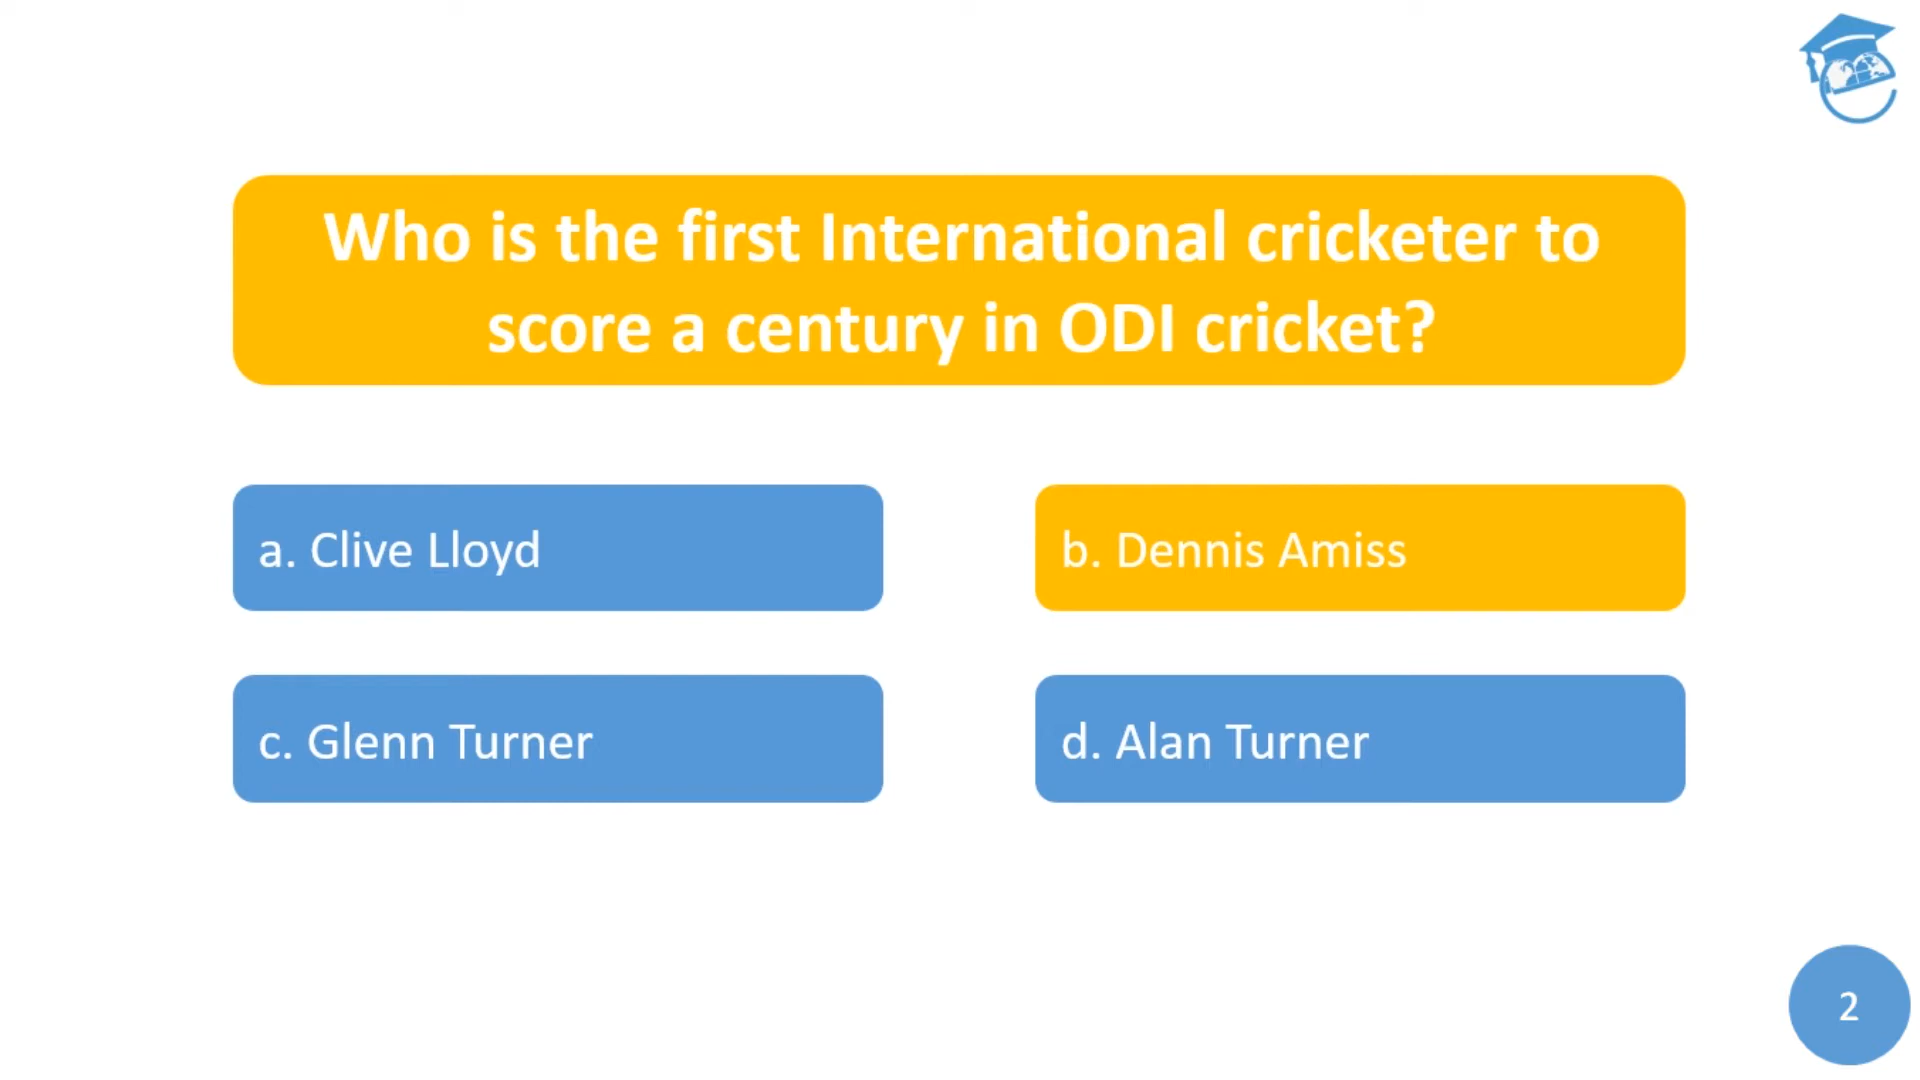 Who is the first International cricketer to
score a century in ODI cricket?
a. Clive Lloyd
b. Dennis Amiss
c. Glenn Turner
d. Alan Turner
2